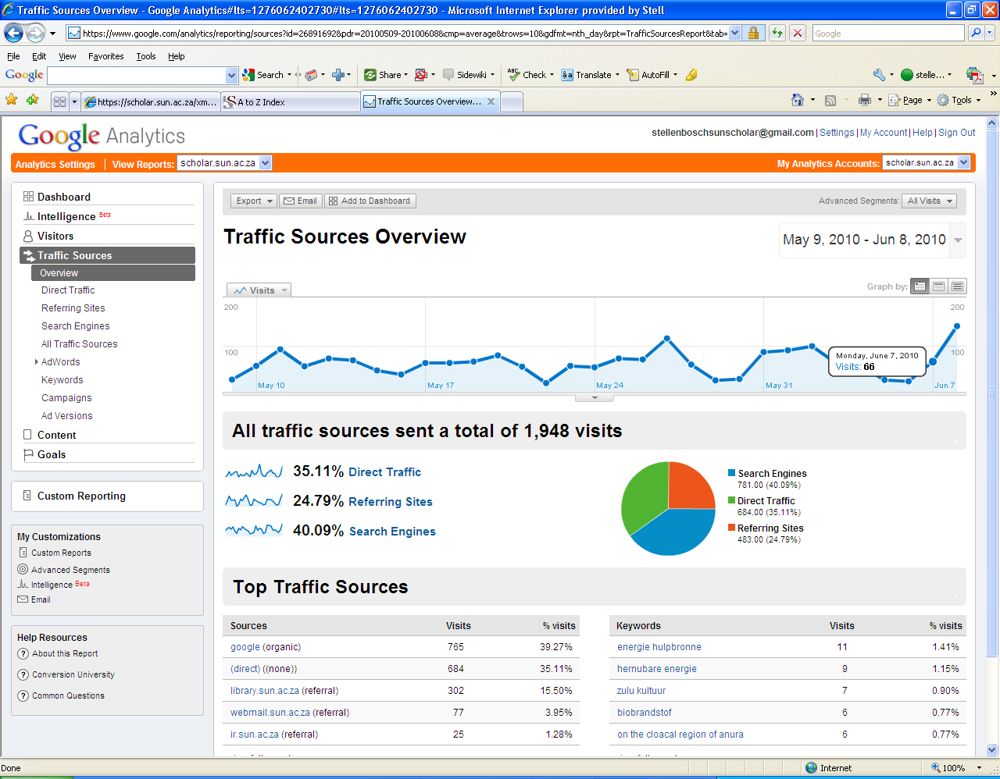 Traffic Sources Overview - Google Analytics#lts=1276062402730#lts=1276062402730 - Microsoft Internet Explorer provided by Stell
https://www.google.com/analytics/reporting/sources?id=26891692&pdr=20100509-20100608&cmp=average&trows=10&gdfmt=nth_day&rpt=TrafficSourcesReport&tab=
Google
File Edit View Favorites Tools Help
Google Search Share Sidewiki ABC Check Translate AutoFill stelle...
https://scholar.sun.ac.za/xm... A to Z Index Traffic Sources Overview... Page Tools
Google Analytics
stellenboschsunscholar@gmail.com | Settings | My Account | Help | Sign Out
Analytics Settings View Reports: scholar.sun.ac.za My Analytics Accounts: scholar.sun.ac.za
Dashboard
Intelligence Beta
Visitors
Traffic Sources
Overview
Direct Traffic
Referring Sites
Search Engines
All Traffic Sources
AdWords
Keywords
Campaigns
Ad Versions
Content
Goals
Custom Reporting
My Customizations
Custom Reports
Advanced Segments
Intelligence Beta
Email
Help Resources
About this Report
Conversion University
Common Questions
Export Email Add to Dashboard Advanced Segments: All Visits
Traffic Sources Overview
May 9, 2010 - Jun 8, 2010
Visits Graph by:
200 200
100 100
Monday, June 7, 2010
Visits: 66
May 10 May 17 May 24 May 31 Jun 7
All traffic sources sent a total of 1,948 visits
35.11% Direct Traffic
24.79% Referring Sites
40.09% Search Engines
Search Engines
781.00 (40.09%)
Direct Traffic
684.00 (35.11%)
Referring Sites
483.00 (24.79%)
Top Traffic Sources
Sources Visits % visits
google (organic) 765 39.27%
(direct) ((none)) 684 35.11%
library.sun.ac.za (referral) 302 15.50%
webmail.sun.ac.za (referral) 77 3.95%
ir.sun.ac.za (referral) 25 1.28%
Keywords Visits % visits
energie hulpbronne 11 1.41%
hernubare energie 9 1.15%
zulu kultuur 7 0.90%
biobrandstof 6 0.77%
on the cloacal region of anura 6 0.77%
Done Internet 100%